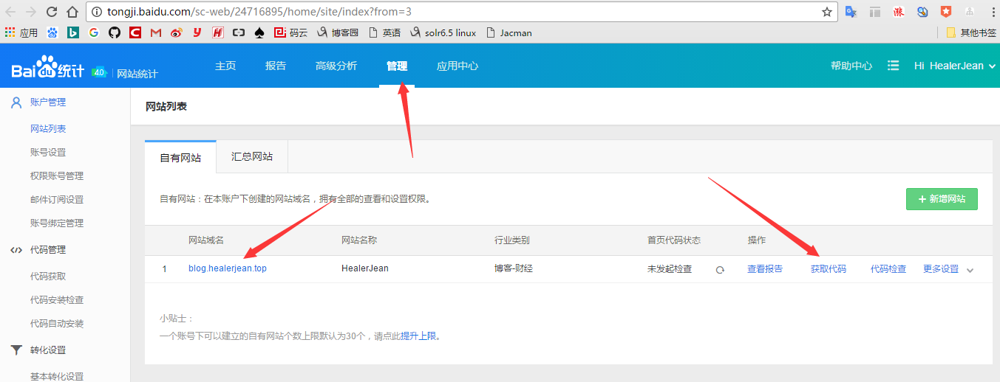 tongji.baidu.com/sc-web/24716895/home/site/index?from=3
应用 码云 博客园 英语 solr6.5 linux Jacman 其他书签
Bai du 统计 4.0 网站统计 主页 报告 高级分析 管理 应用中心 帮助中心 Hi HealerJean
账户管理
网站列表
账号设置
权限账号管理
邮件订阅设置
账号绑定管理
代码管理
代码获取
代码安装检查
代码自动安装
转化设置
基本转化设置
网站列表
自有网站 汇总网站
自有网站：在本账户下创建的网站域名，拥有全部的查看和设置权限。
+ 新增网站
网站域名 网站名称 行业类别 首页代码状态 操作
1 blog.healerjean.top HealerJean 博客-财经 未发起检查 查看报告 获取代码 代码检查 更多设置
小贴士：
一个账号下可以建立的自有网站个数上限默认为30个，请点此提升上限。